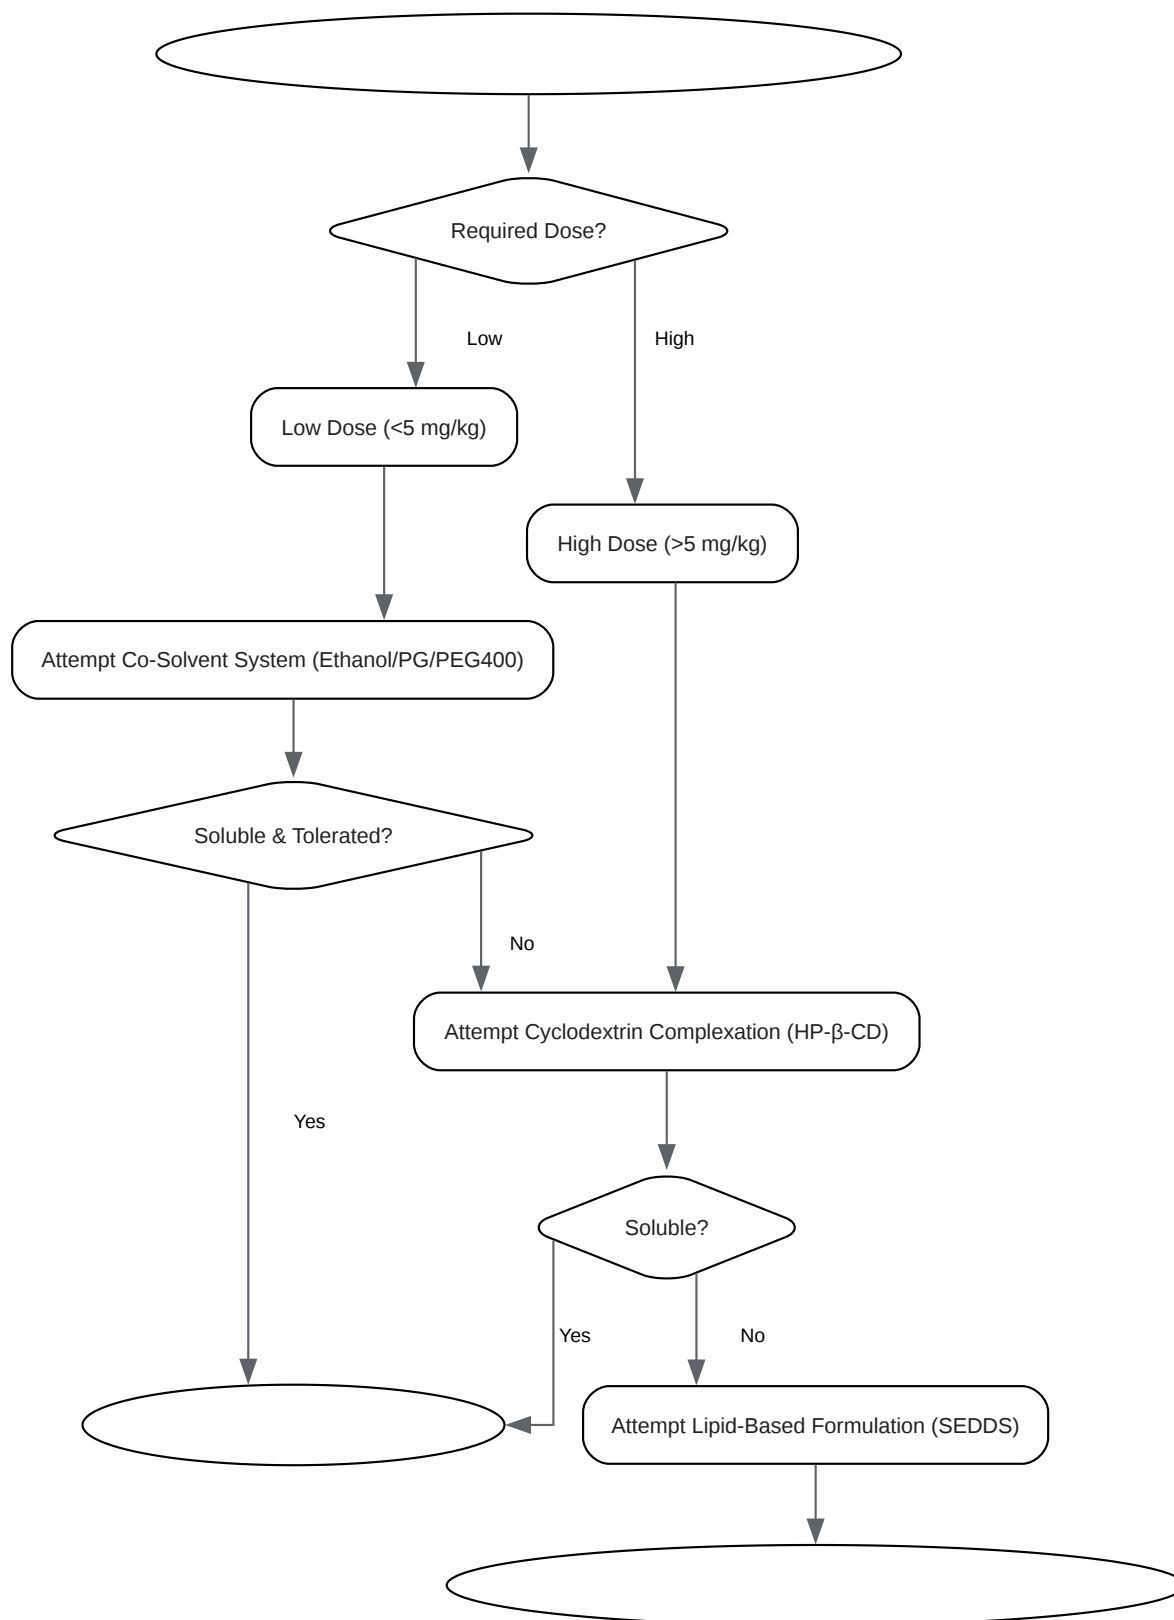 Required Dose?
Low
High
Low Dose (<5 mg/kg)
High Dose (>5 mg/kg)
Attempt Co-Solvent System (Ethanol/PG/PEG400)
Soluble & Tolerated?
No
Attempt Cyclodextrin Complexation (HP-β-CD)
Yes
Soluble?
Yes
No
Attempt Lipid-Based Formulation (SEDDS)